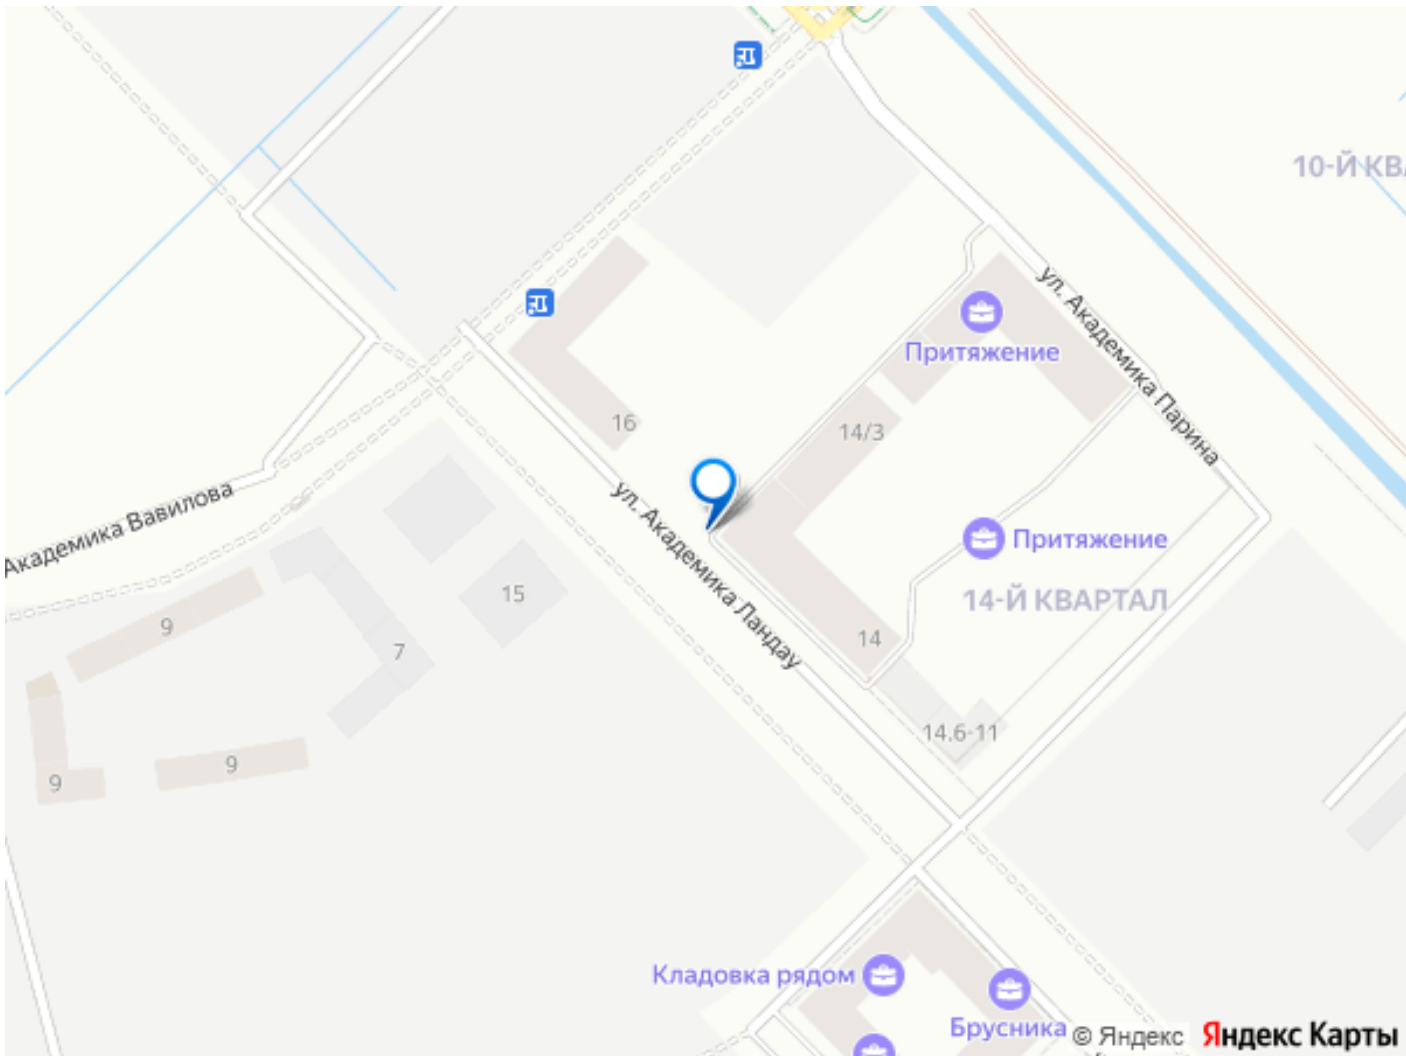 10-Й КВА
ул. Академика Парина
Притяжение
16
14/3
Академика Вавилова
ул. Академика Ландау
Притяжение
15
14-Й КВАРТАЛ
9
14
7
14.6-11
9
9
Кладовка рядом
Брусника
© Яндекс Яндекс Карты